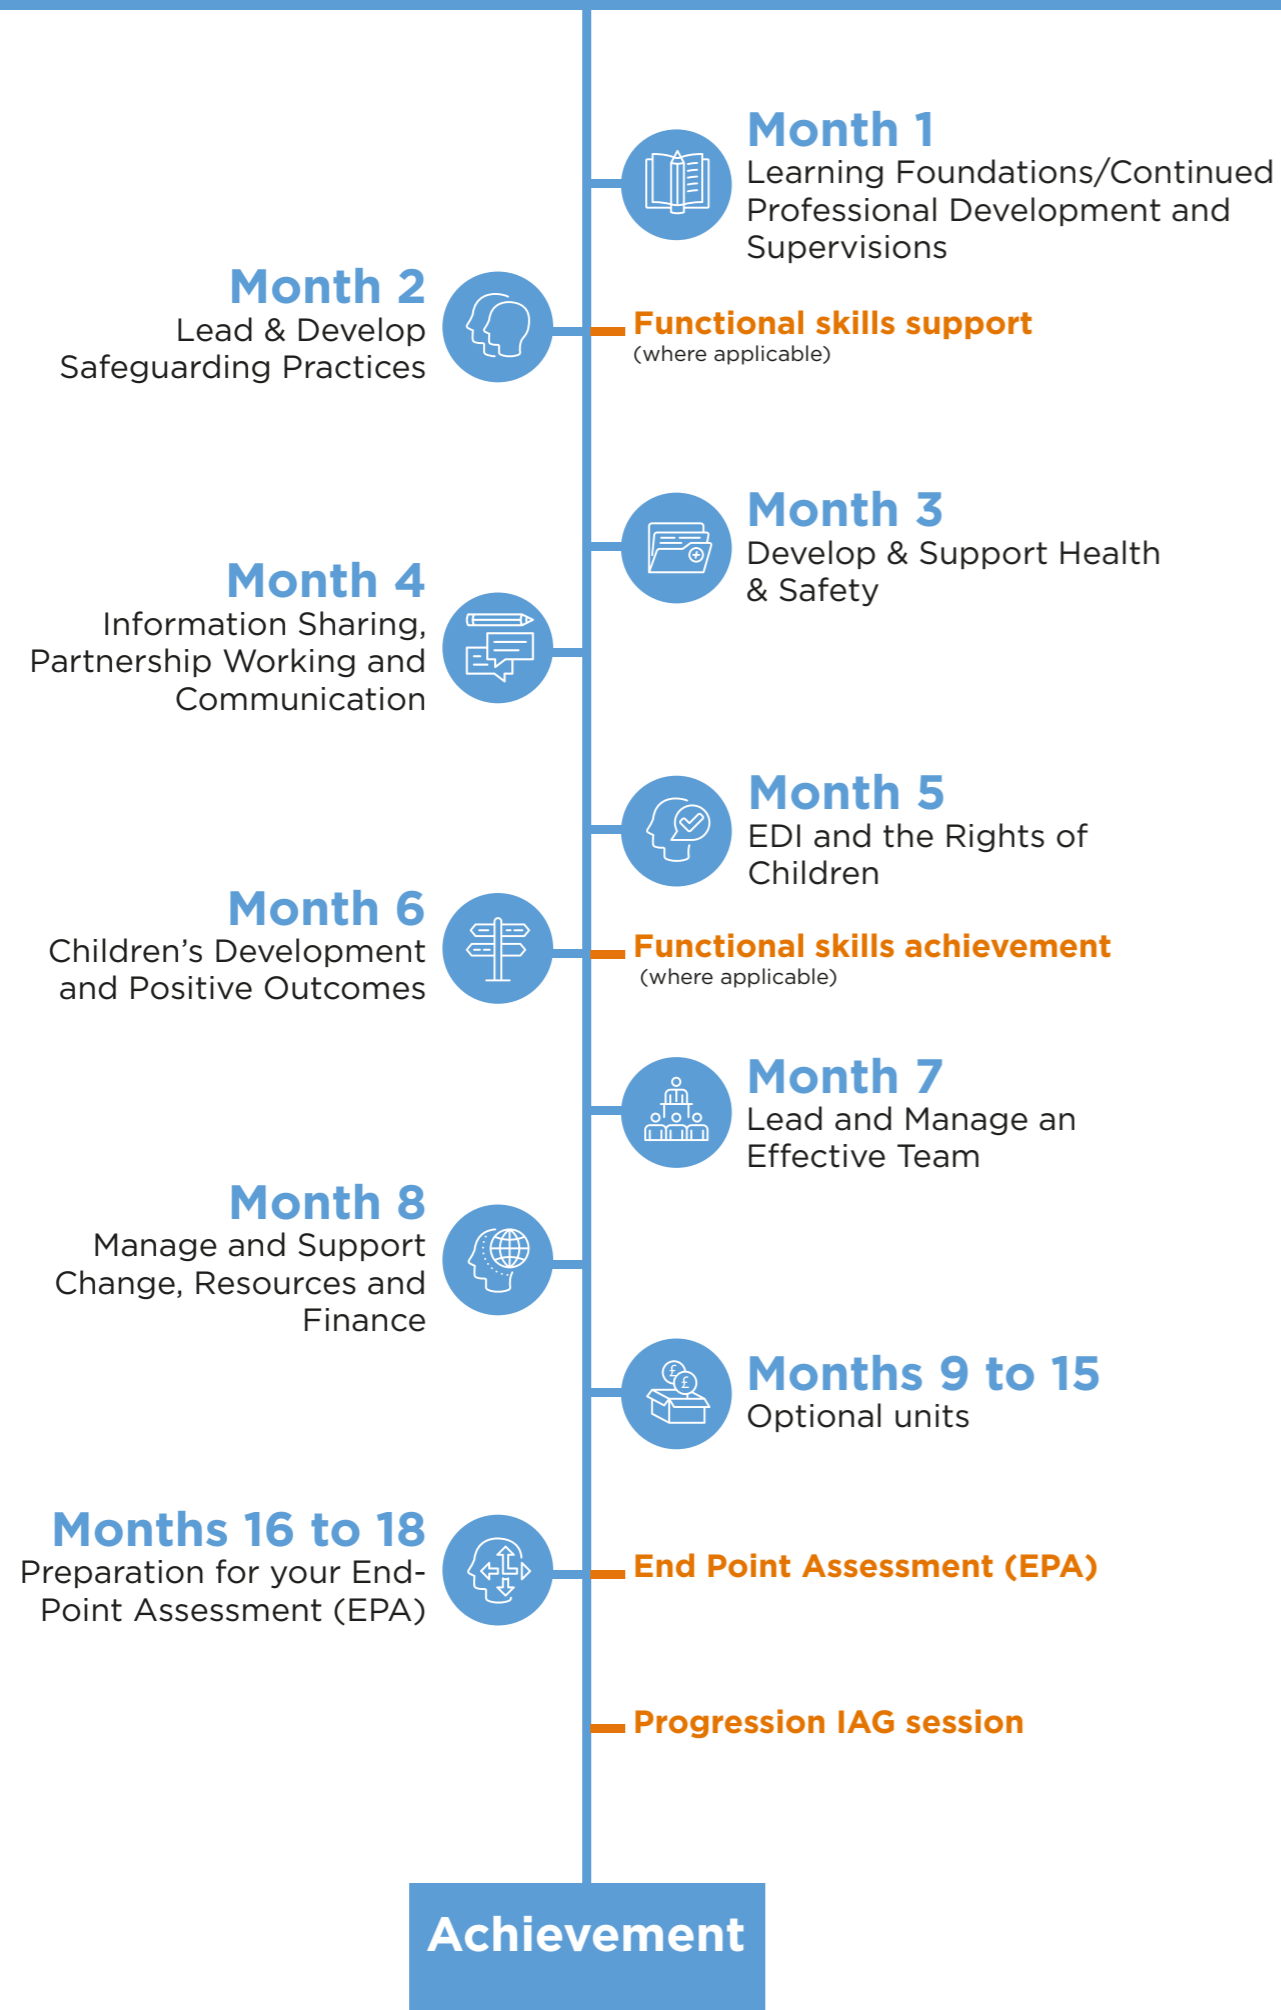 Month 1
Learning Foundations/Continued
Professional Development and
Supervisions
Month 2
Lead & Develop
Safeguarding Practices
Functional skills support
(where applicable)
Month 3
Develop & Support Health
& Safety
Month 4
Information Sharing,
Partnership Working and
Communication
Month 5
EDI and the Rights of
Children
Month 6
Children’s Development
and Positive Outcomes
Functional skills achievement
(where applicable)
Month 7
Lead and Manage an
Effective Team
Month 8
Manage and Support
Change, Resources and
Finance
Months 9 to 15
Optional units
Months 16 to 18
Preparation for your End-
Point Assessment (EPA)
End Point Assessment (EPA)
Progression IAG session
Achievement